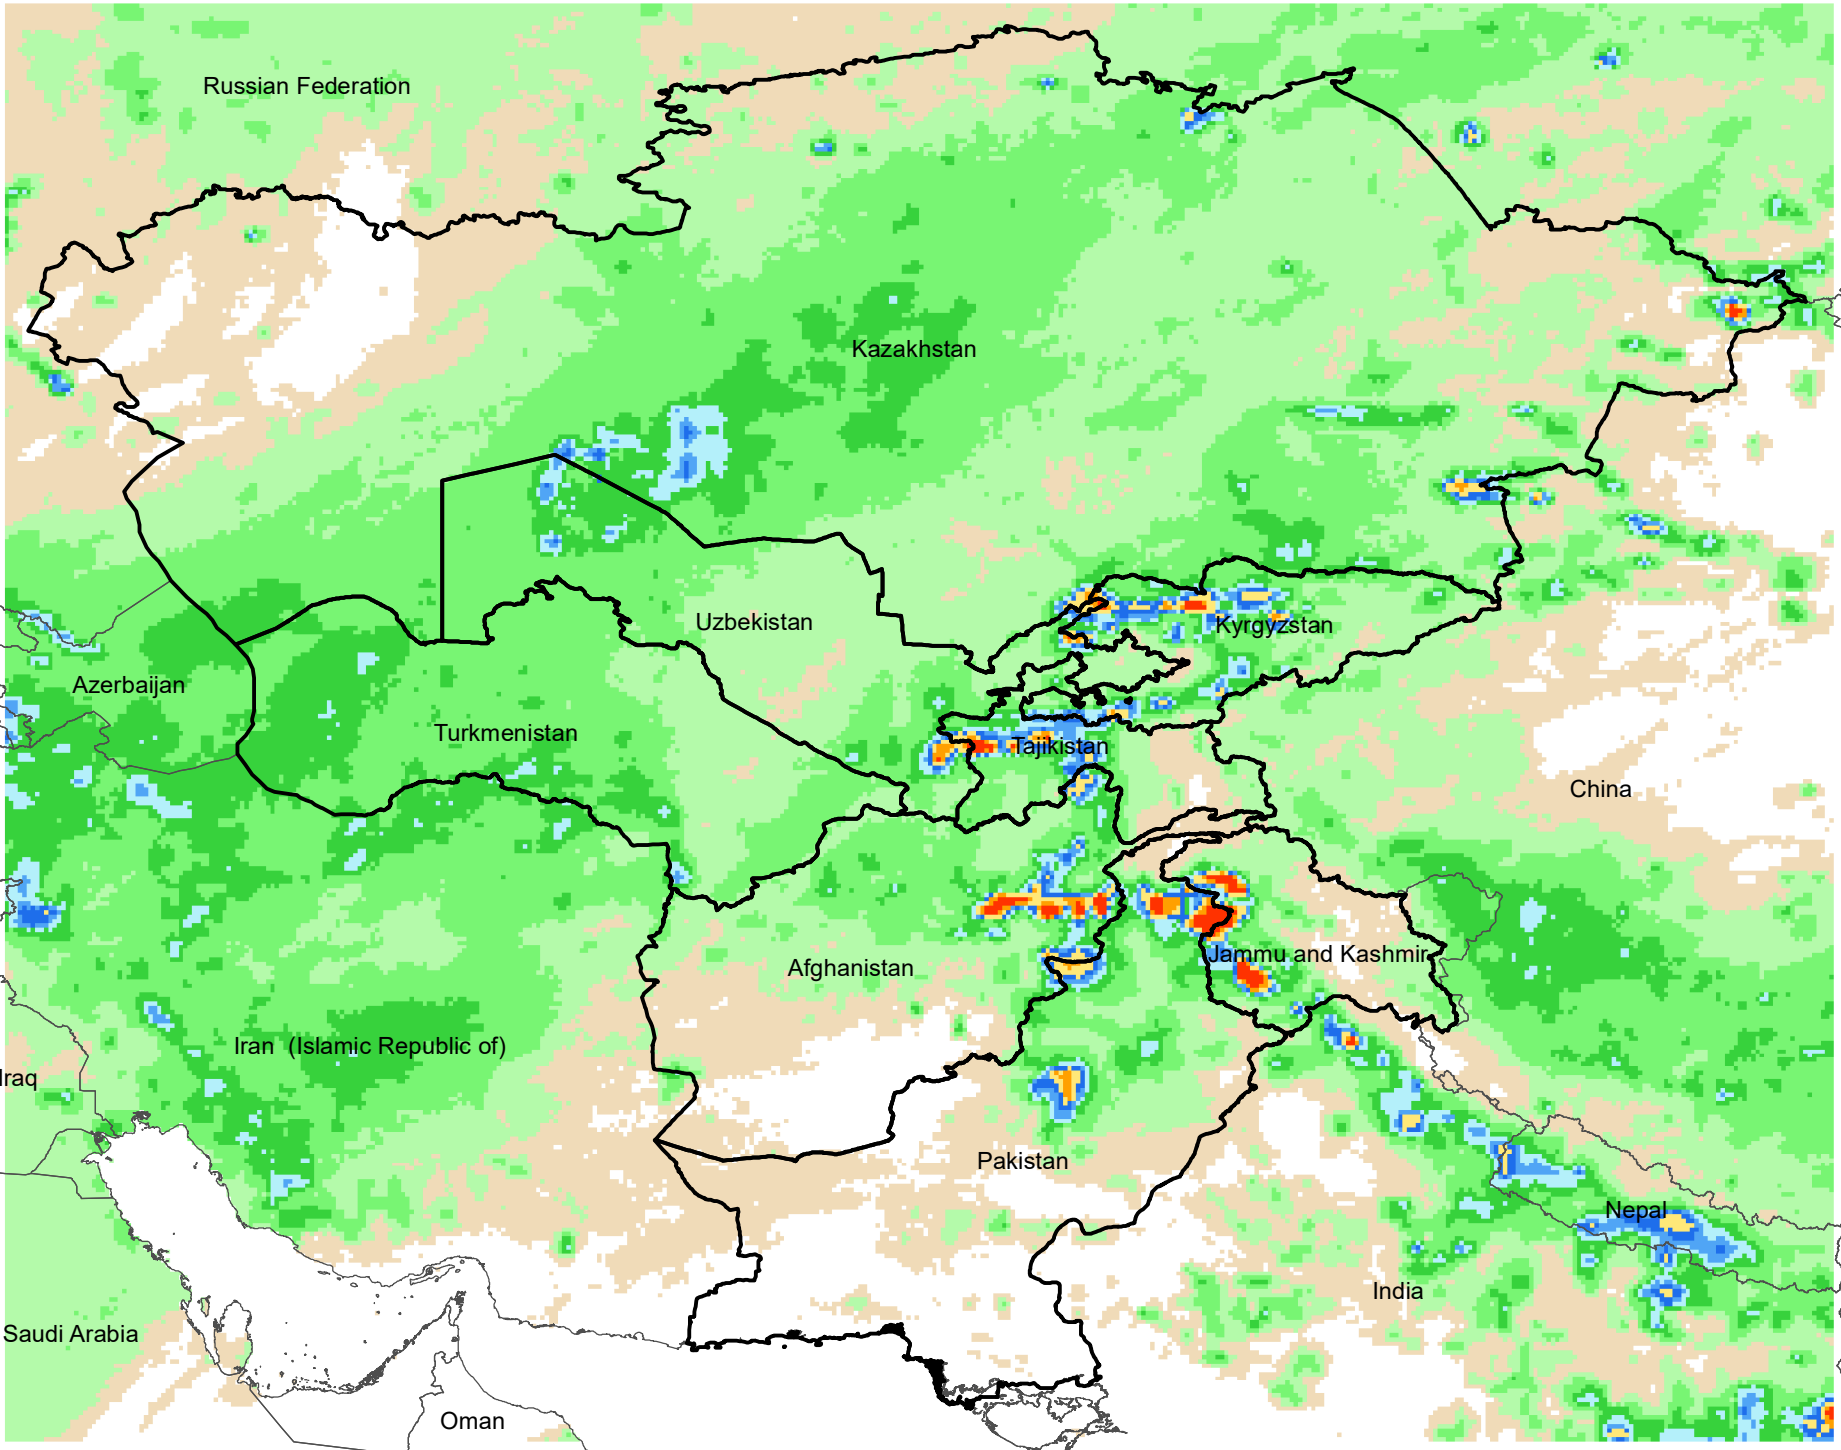 Russian Federation
Kazakhstan
Uzbekistan
Kyrgyzstan
Azerbaijan
Turkmenistan
Tajikistan
China
Jammu and Kashmir
Afghanistan
Iran (Islamic Republic of)
Iraq
Pakistan
Nepal
India
Saudi Arabia
Oman